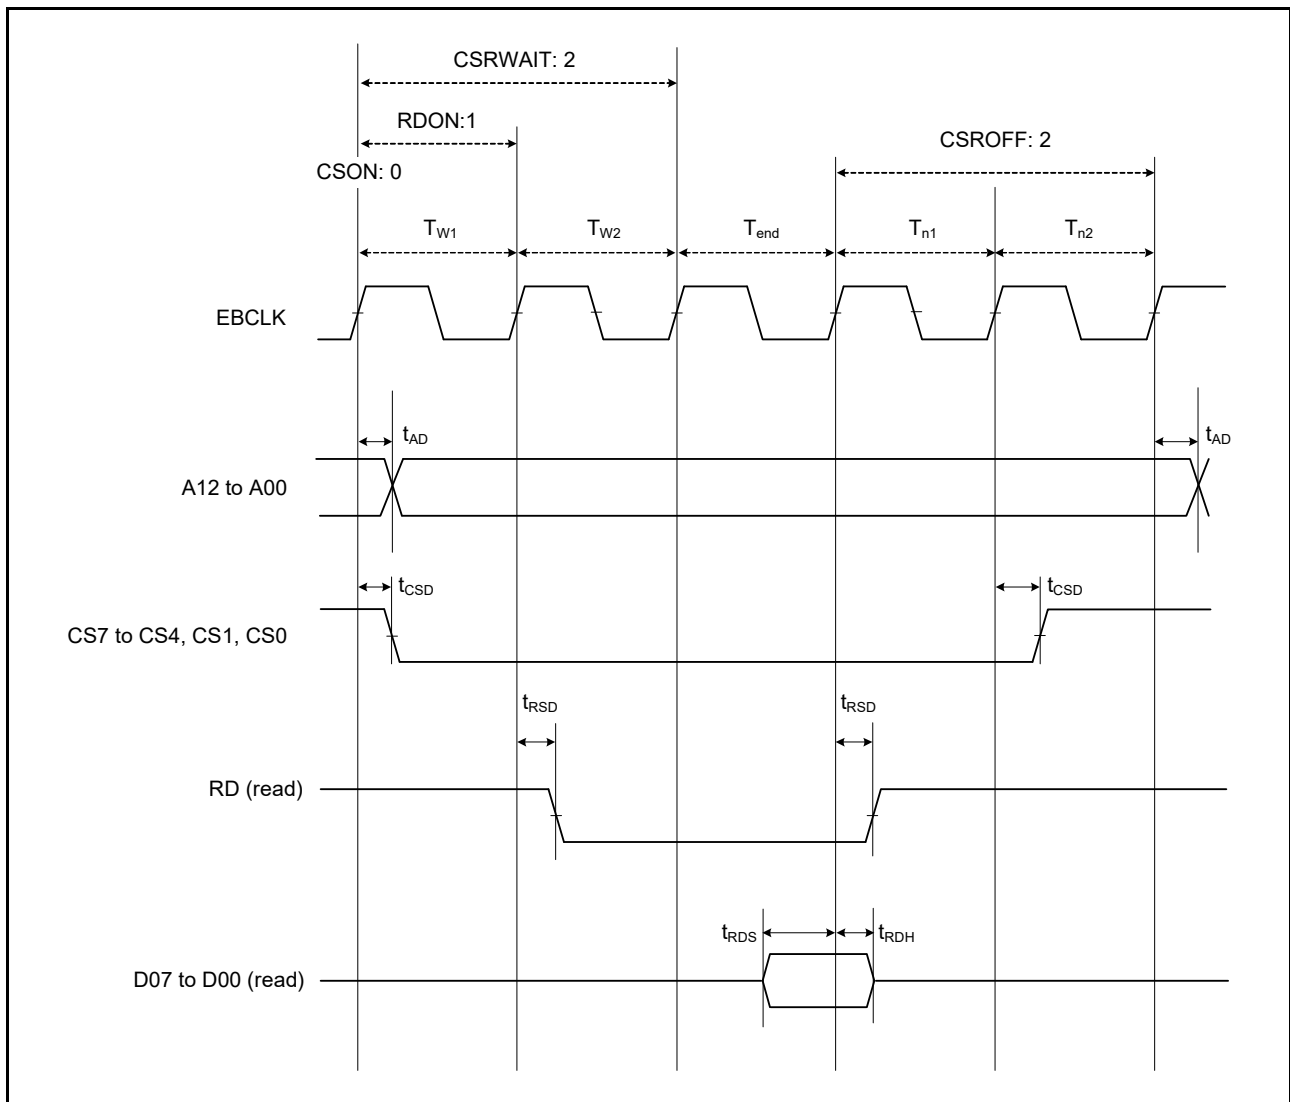 CSRWAIT: 2
RDON:1
CSROFF: 2
CSON: 0
TW1 TW2 Tend Tn1 Tn2
EBCLK
tAD tAD
A12 to A00
tCSD tCSD
CS7 to CS4, CS1, CS0
tRSD tRSD
RD (read)
tRDS tRDH
D07 to D00 (read)